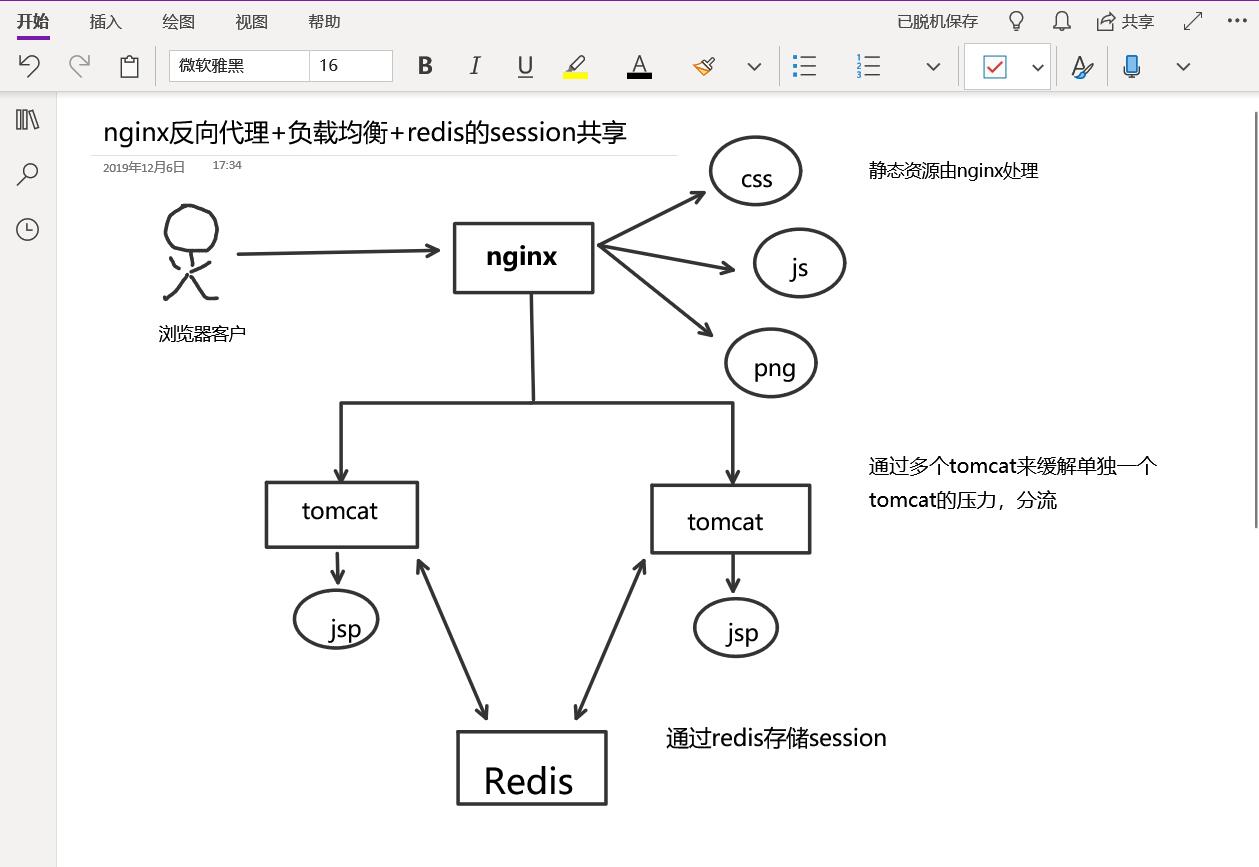 开始 插入 绘图 视图 帮助 已脱机保存 共享
微软雅黑 16 B I U A
nginx反向代理+负载均衡+redis的session共享
2019年12月6日 17:34
css
静态资源由nginx处理
nginx
js
浏览器客户
png
通过多个tomcat来缓解单独一个
tomcat的压力，分流
tomcat
tomcat
jsp
jsp
通过redis存储session
Redis